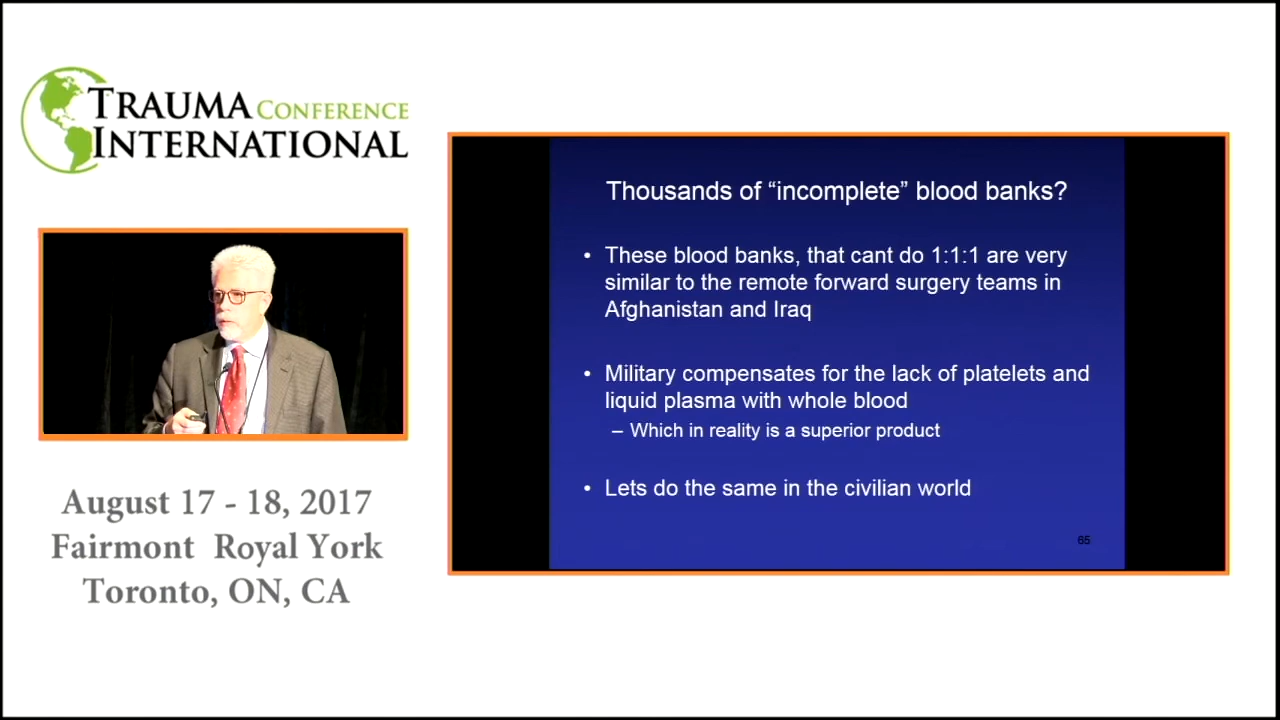 TRAUMA CONFERENCE
INTERNATIONAL
August 17 - 18, 2017
Fairmont Royal York
Toronto, ON, CA
Thousands of “incomplete” blood banks?
• These blood banks, that cant do 1:1:1 are very
similar to the remote forward surgery teams in
Afghanistan and Iraq
• Military compensates for the lack of platelets and
liquid plasma with whole blood
– Which in reality is a superior product
• Lets do the same in the civilian world
65